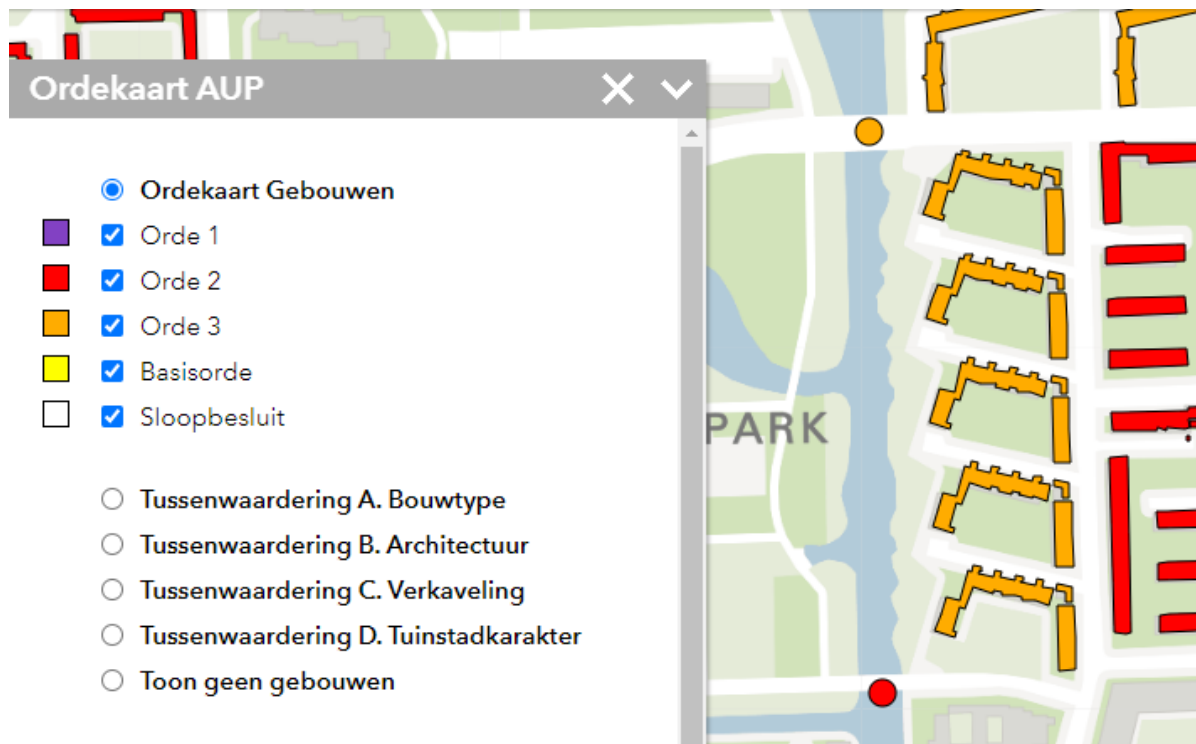 Ordekaart AUP
Ordekaart Gebouwen
Orde 1
Orde 2
Orde 3
Basisorde
Sloopbesluit
PARK
Tussenwaardering A. Bouwtype
Tussenwaardering B. Architectuur
Tussenwaardering C. Verkaveling
Tussenwaardering D. Tuinstadkarakter
Toon geen gebouwen